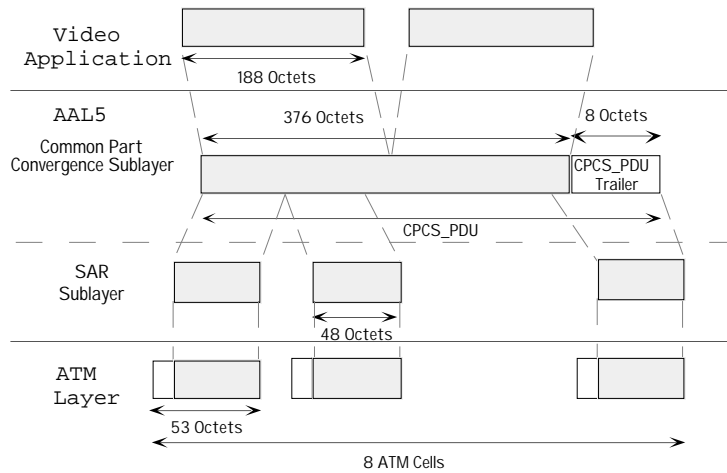 Video
Application
188 Octets
AAL5
Common Part
Convergence Sublayer
376 Octets
8 Octets
CPCS_PDU
Trailer
CPCS_PDU
SAR
Sublayer
48 Octets
ATM
Layer
53 Octets
8 ATM Cells